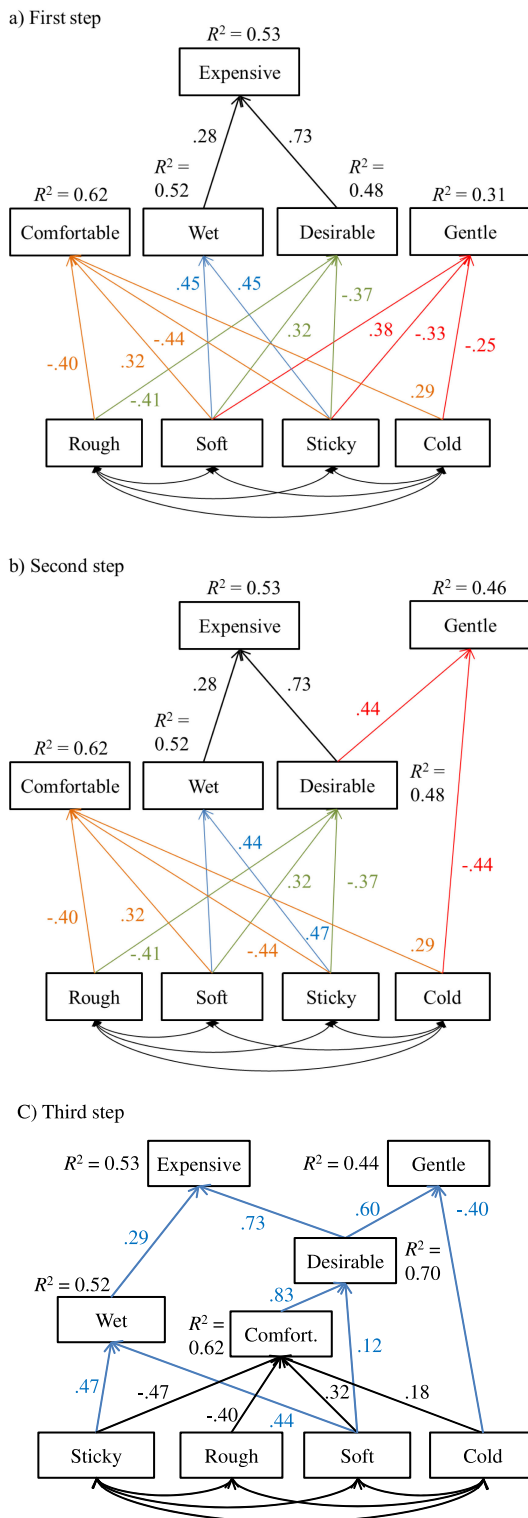 a) First step
R² = 0.53
Expensive
.28
.73
R² =
0.52
R² =
0.48
R² = 0.62
R² = 0.31
Comfortable
Wet
Desirable
Gentle
.45
.45
-.37
-.44
.32
.38
-.33
-.25
-.40
.32
-.41
.29
Rough
Soft
Sticky
Cold
b) Second step
R² = 0.53
R² = 0.46
Expensive
Gentle
.28
.73
.44
R² =
0.52
R² = 0.62
R² =
0.48
Comfortable
Wet
Desirable
.44
.32
-.37
-.44
-.40
.32
-.41
.47
-.44
.29
Rough
Soft
Sticky
Cold
C) Third step
R² = 0.53
Expensive
R² = 0.44
Gentle
.29
.73
.60
-.40
Desirable
R² =
0.70
R² = 0.52
.83
Wet
R² =
0.62
Comfort.
.12
.47
-.47
-.40
.44
.32
.18
Sticky
Rough
Soft
Cold